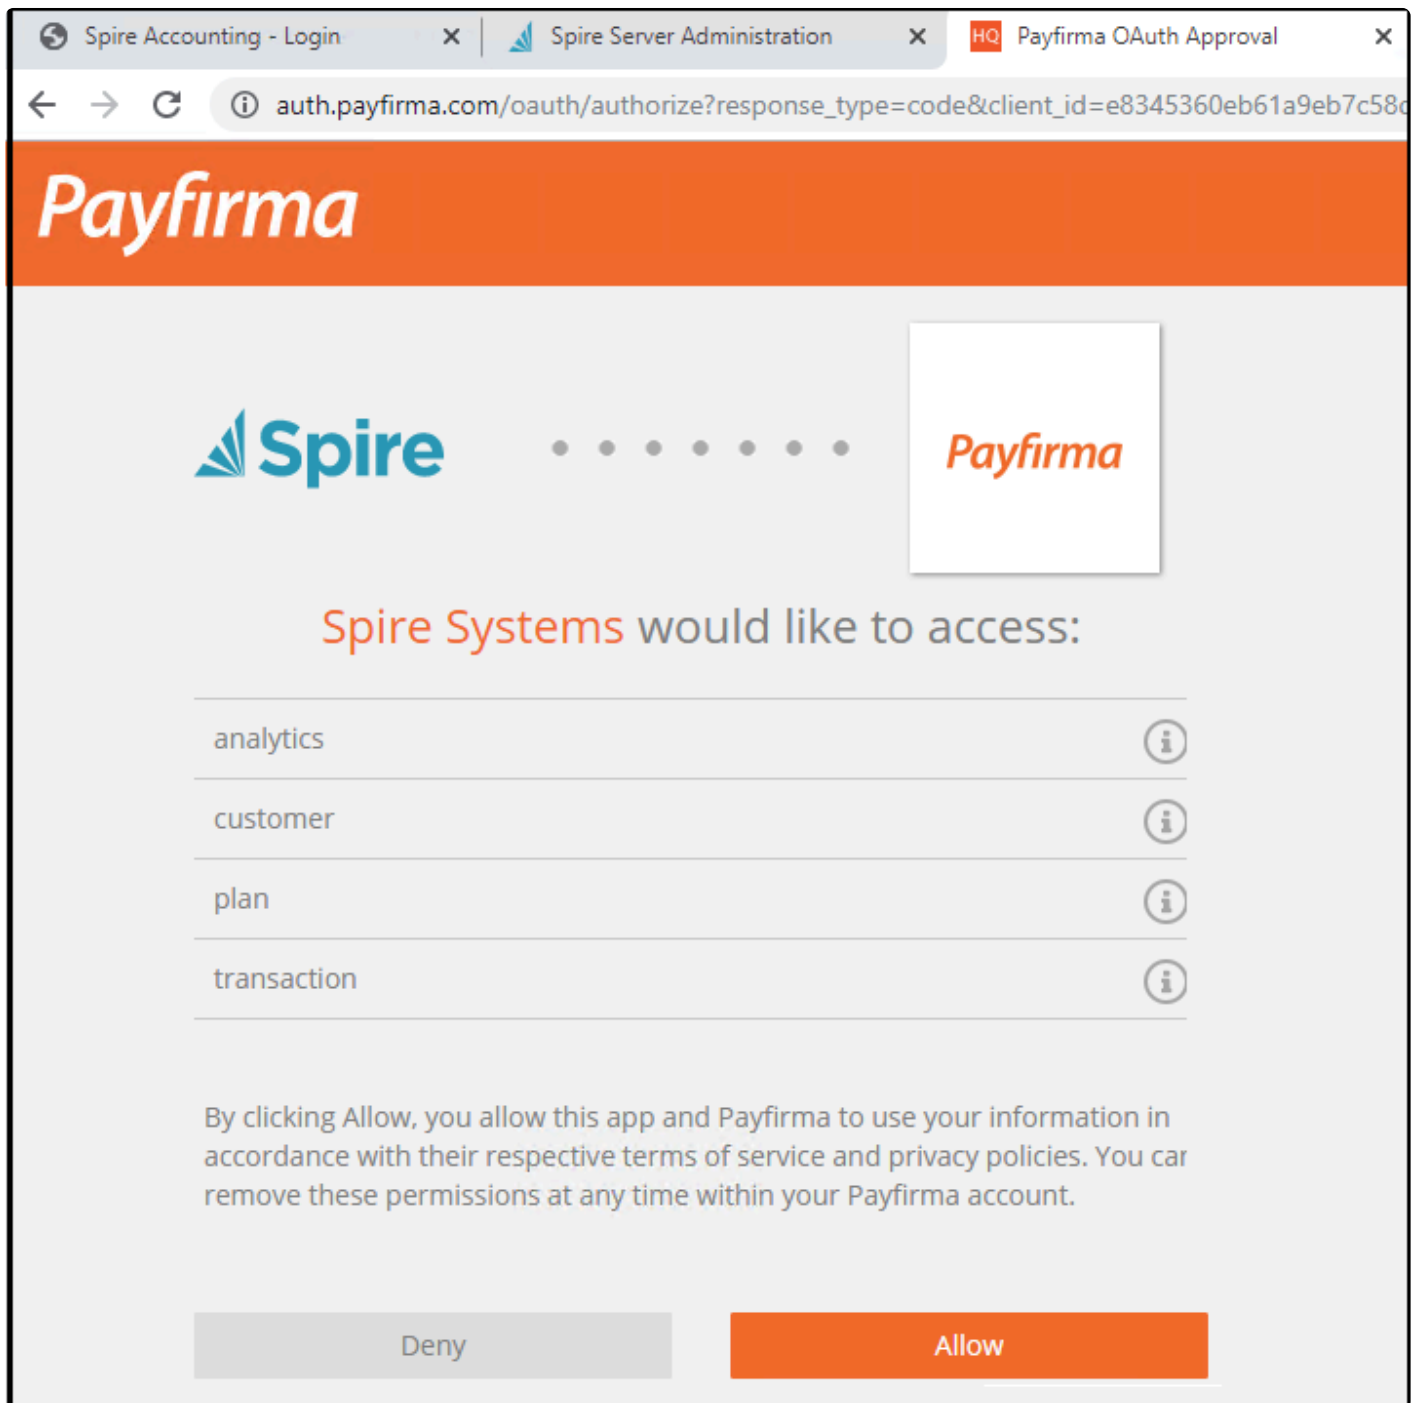 Spire Accounting - Login
Spire Server Administration
HQ Payfirma OAuth Approval
auth.payfirma.com/oauth/authorize?response_type=code&client_id=e8345360eb61a9eb7c58
Payfirma
Spire
Payfirma
Spire Systems would like to access:
analytics
customer
plan
transaction
By clicking Allow, you allow this app and Payfirma to use your information in
accordance with their respective terms of service and privacy policies. You can
remove these permissions at any time within your Payfirma account.
Deny
Allow